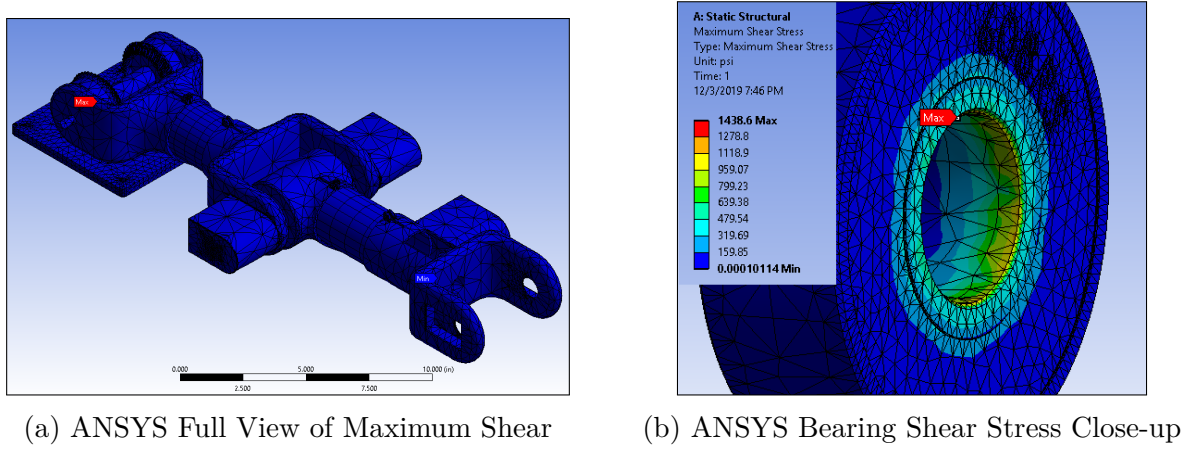 Max
Min
0.000
5.000
10.000 (in)
2.500
7.500
(a) ANSYS Full View of Maximum Shear
A: Static Structural
Maximum Shear Stress
Type: Maximum Shear Stress
Unit: psi
Time: 1
12/3/2019 7:46 PM
1438.6 Max
1278.8
1118.9
959.07
799.23
639.38
479.54
319.69
159.85
0.00010114 Min
Max
(b) ANSYS Bearing Shear Stress Close-up